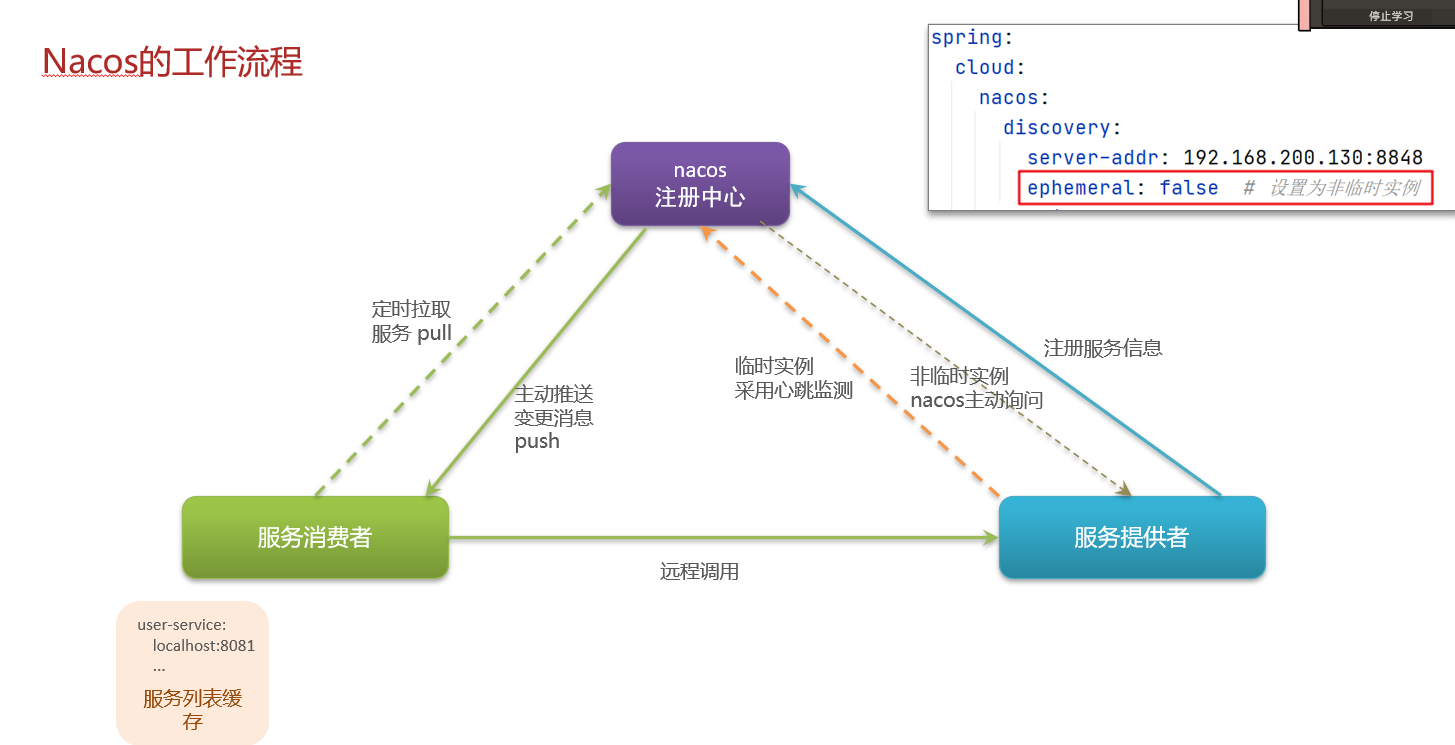 停止学习
Nacos的工作流程
spring:
cloud:
nacos:
discovery:
server-addr: 192.168.200.130:8848
ephemeral: false # 设置为非临时实例
nacos
注册中心
定时拉取
服务 pull
主动推送
变更消息
push
临时实例
采用心跳监测
非临时实例
nacos主动询问
注册服务信息
服务消费者
服务提供者
远程调用
user-service:
localhost:8081
...
服务列表缓
存